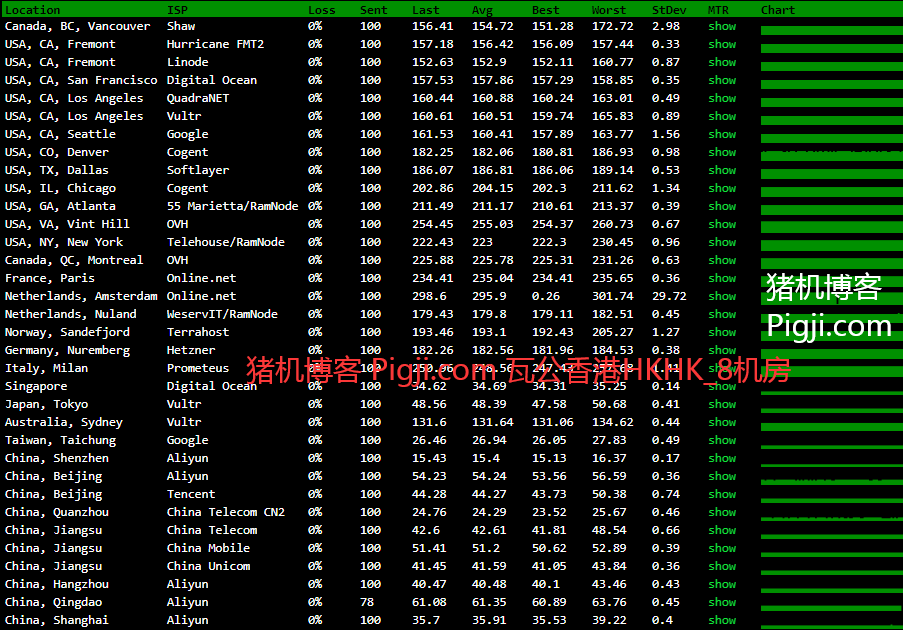 Location ISP Loss Sent Last Avg Best Worst StDev MTR Chart
Canada, BC, Vancouver Shaw 0% 100 156.41 154.72 151.28 172.72 2.98 show
USA, CA, Fremont Hurricane FMT2 0% 100 157.18 156.42 156.09 157.44 0.33 show
USA, CA, Fremont Linode 0% 100 152.63 152.9 152.11 160.77 0.87 show
USA, CA, San Francisco Digital Ocean 0% 100 157.53 157.86 157.29 158.85 0.35 show
USA, CA, Los Angeles QuadraNET 0% 100 160.44 160.88 160.24 163.01 0.49 show
USA, CA, Los Angeles Vultr 0% 100 160.61 160.51 159.74 165.83 0.89 show
USA, CA, Seattle Google 0% 100 161.53 160.41 157.89 163.77 1.56 show
USA, CO, Denver Cogent 0% 100 182.25 182.06 180.81 186.93 0.98 show
USA, TX, Dallas Softlayer 0% 100 186.07 186.81 186.06 189.14 0.53 show
USA, IL, Chicago Cogent 0% 100 202.86 204.15 202.3 211.62 1.34 show
USA, GA, Atlanta 55 Marietta/RamNode 0% 100 211.49 211.17 210.61 213.37 0.39 show
USA, VA, Vint Hill OVH 0% 100 254.45 255.03 254.37 260.73 0.67 show
USA, NY, New York Telehouse/RamNode 0% 100 222.43 223 222.3 230.45 0.96 show
Canada, QC, Montreal OVH 0% 100 225.88 225.78 225.31 231.26 0.63 show
France, Paris Online.net 0% 100 234.41 235.04 234.41 235.65 0.36 show
Netherlands, Amsterdam Online.net 0% 100 298.6 295.9 0.26 301.74 29.72 show
猪机博客
Netherlands, Nuland WeservIT/RamNode 0% 100 179.43 179.8 179.11 182.51 0.45 show
Norway, Sandefjord Terrahost 0% 100 193.46 193.1 192.43 205.27 1.27 show
Pigji.com
Germany, Nuremberg Hetzner 0% 100 182.26 182.56 181.96 184.53 0.38 show
Italy, Milan Prometeus 100 show
猪机博客 Pigji.com 瓦公香港HKHK_8机房
Singapore Digital Ocean 0% 100 34.62 34.69 34.31 35.25 0.14 show
Japan, Tokyo Vultr 0% 100 48.56 48.39 47.58 50.68 0.41 show
Australia, Sydney Vultr 0% 100 131.6 131.64 131.06 134.62 0.44 show
Taiwan, Taichung Google 0% 100 26.46 26.94 26.05 27.83 0.49 show
China, Shenzhen Aliyun 0% 100 15.43 15.4 15.13 16.37 0.17 show
China, Beijing Aliyun 0% 100 54.23 54.24 53.56 56.59 0.36 show
China, Beijing Tencent 0% 100 44.28 44.27 43.73 50.38 0.74 show
China, Quanzhou China Telecom CN2 0% 100 24.76 24.29 23.52 25.67 0.46 show
China, Jiangsu China Telecom 0% 100 42.6 42.61 41.81 48.54 0.66 show
China, Jiangsu China Mobile 0% 100 51.41 51.2 50.62 52.89 0.39 show
China, Jiangsu China Unicom 0% 100 41.45 41.59 41.05 43.84 0.36 show
China, Hangzhou Aliyun 0% 100 40.47 40.48 40.1 43.46 0.43 show
China, Qingdao Aliyun 0% 78 61.08 61.35 60.89 63.76 0.45 show
China, Shanghai Aliyun 0% 100 35.7 35.91 35.53 39.22 0.4 show